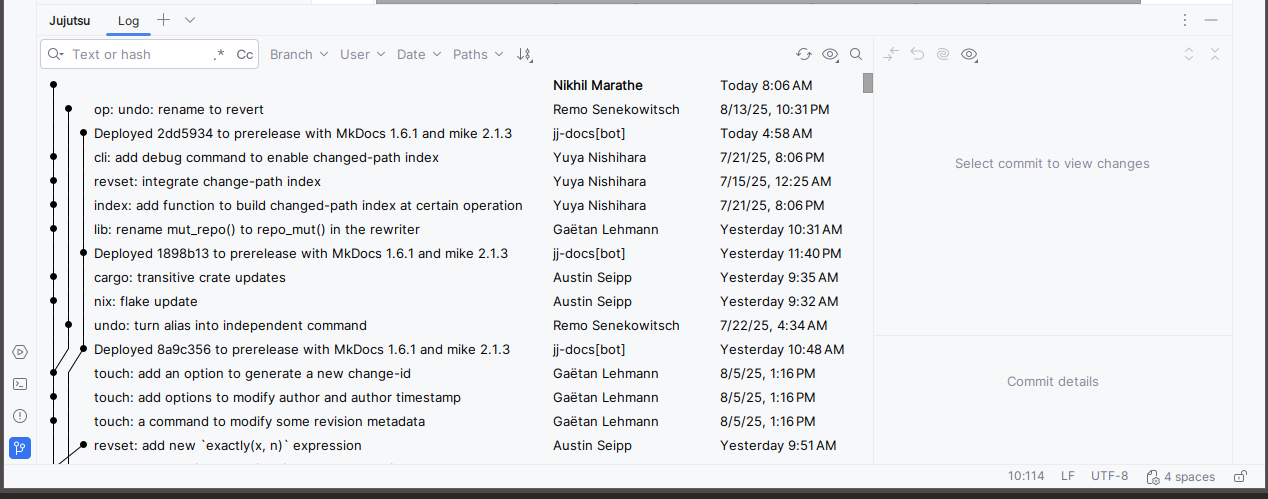 Jujutsu Log
Text or hash .* Cc Branch User Date Paths
Nikhil Marathe Today 8:06 AM
op: undo: rename to revert Remo Senekowitsch 8/13/25, 10:31 PM
Deployed 2dd5934 to prerelease with MkDocs 1.6.1 and mike 2.1.3 jj-docs[bot] Today 4:58 AM
cli: add debug command to enable changed-path index Yuya Nishihara 7/21/25, 8:06 PM
revset: integrate change-path index Yuya Nishihara 7/15/25, 12:25 AM
index: add function to build changed-path index at certain operation Yuya Nishihara 7/21/25, 8:06 PM
lib: rename mut_repo() to repo_mut() in the rewriter Gaëtan Lehmann Yesterday 10:31 AM
Deployed 1898b13 to prerelease with MkDocs 1.6.1 and mike 2.1.3 jj-docs[bot] Yesterday 11:40 PM
cargo: transitive crate updates Austin Seipp Yesterday 9:35 AM
nix: flake update Austin Seipp Yesterday 9:32 AM
undo: turn alias into independent command Remo Senekowitsch 7/22/25, 4:34 AM
Deployed 8a9c356 to prerelease with MkDocs 1.6.1 and mike 2.1.3 jj-docs[bot] Yesterday 10:48 AM
touch: add an option to generate a new change-id Gaëtan Lehmann 8/5/25, 1:16 PM
touch: add options to modify author and author timestamp Gaëtan Lehmann 8/5/25, 1:16 PM
touch: a command to modify some revision metadata Gaëtan Lehmann 8/5/25, 1:16 PM
revset: add new `exactly(x, n)` expression Austin Seipp Yesterday 9:51 AM
Select commit to view changes
Commit details
10:114 LF UTF-8 4 spaces